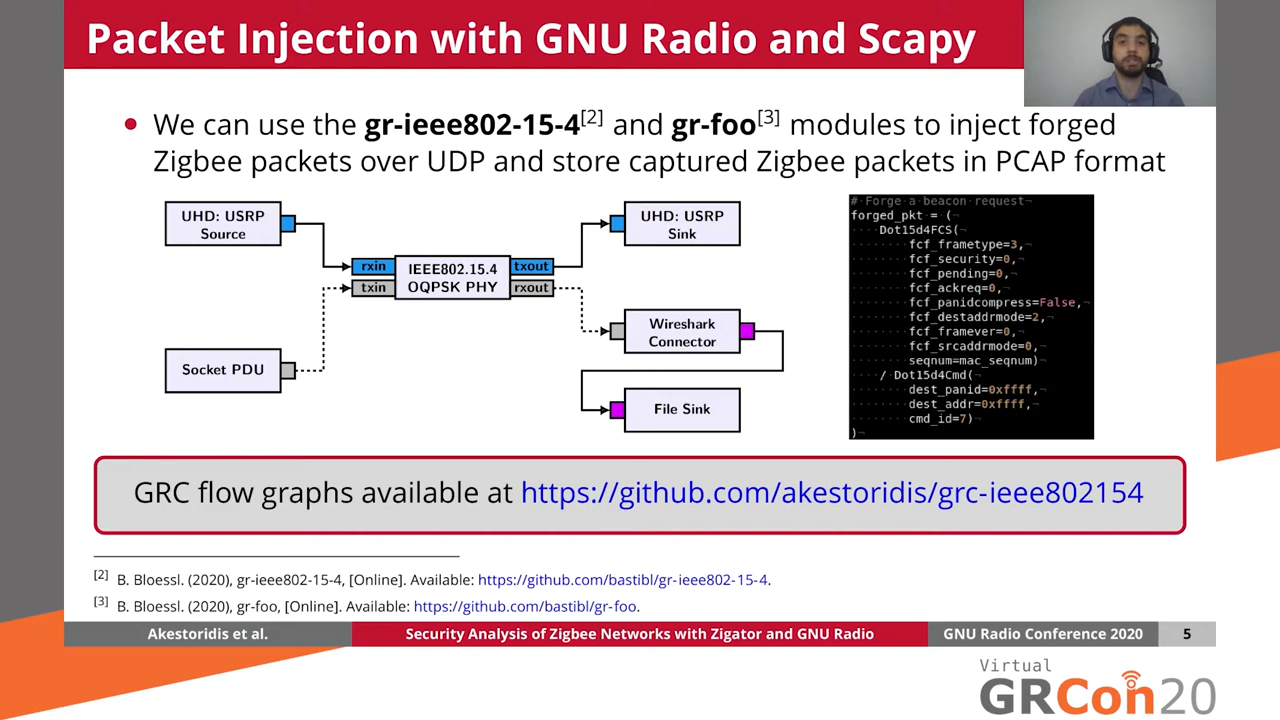 Packet Injection with GNU Radio and Scapy
We can use the gr-ieee802-15-4[2] and gr-foo[3] modules to inject forged
Zigbee packets over UDP and store captured Zigbee packets in PCAP format
UHD: USRP
Source
rxin
txin
IEEE802.15.4
OQPSK PHY
txout
rxout
UHD: USRP
Sink
Socket PDU
Wireshark
Connector
File Sink
# Forge a beacon request¬
forged_pkt = (¬
Dot15d4FCS(¬
fcf_frametype=3,¬
fcf_security=0,¬
fcf_pending=0,¬
fcf_ackreq=0,¬
fcf_panidcompress=False,¬
fcf_destaddrmode=2,¬
fcf_framever=0,¬
fcf_srcaddrmode=0,¬
seqnum=mac_seqnum)¬
/ Dot15d4Cmd(¬
dest_panid=0xffff,¬
dest_addr=0xffff,¬
cmd_id=7)¬
)¬
GRC flow graphs available at https://github.com/akestoridis/grc-ieee802154
[2] B. Bloessl. (2020), gr-ieee802-15-4, [Online]. Available: https://github.com/bastibl/gr-ieee802-15-4.
[3] B. Bloessl. (2020), gr-foo, [Online]. Available: https://github.com/bastibl/gr-foo.
Akestoridis et al.
Security Analysis of Zigbee Networks with Zigator and GNU Radio
GNU Radio Conference 2020
5
Virtual
GRCon20